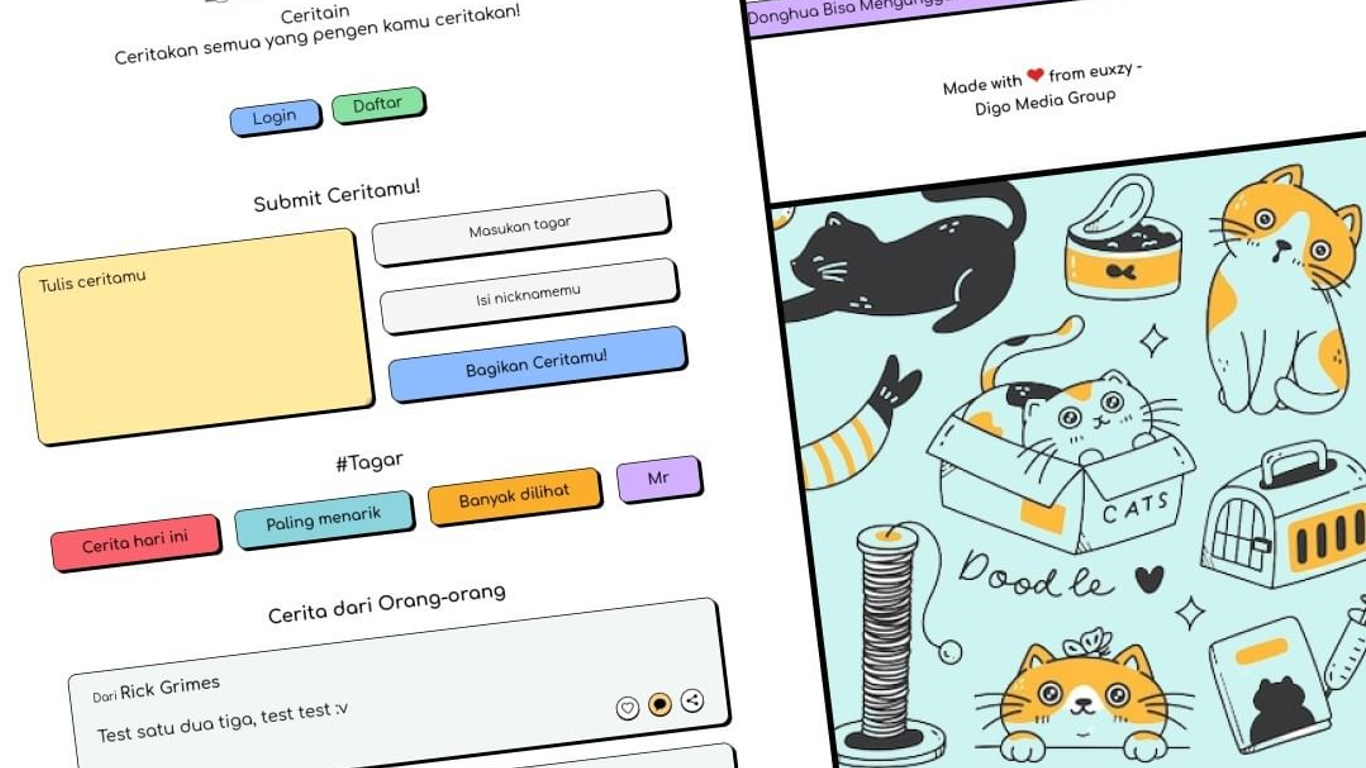 Ceritain
Ceritakan semua yang pengen kamu ceritakan!
Login
Daftar
Submit Ceritamu!
Tulis ceritamu
Masukan tagar
Isi nicknamemu
Bagikan Ceritamu!
#Tagar
Cerita hari ini
Paling menarik
Banyak dilihat
Mr
Cerita dari Orang-orang
Dari Rick Grimes
Test satu dua tiga, test test :v
Donghua Bisa
Made with ❤ from euxzy -
Digo Media Group
CATS
Doodle